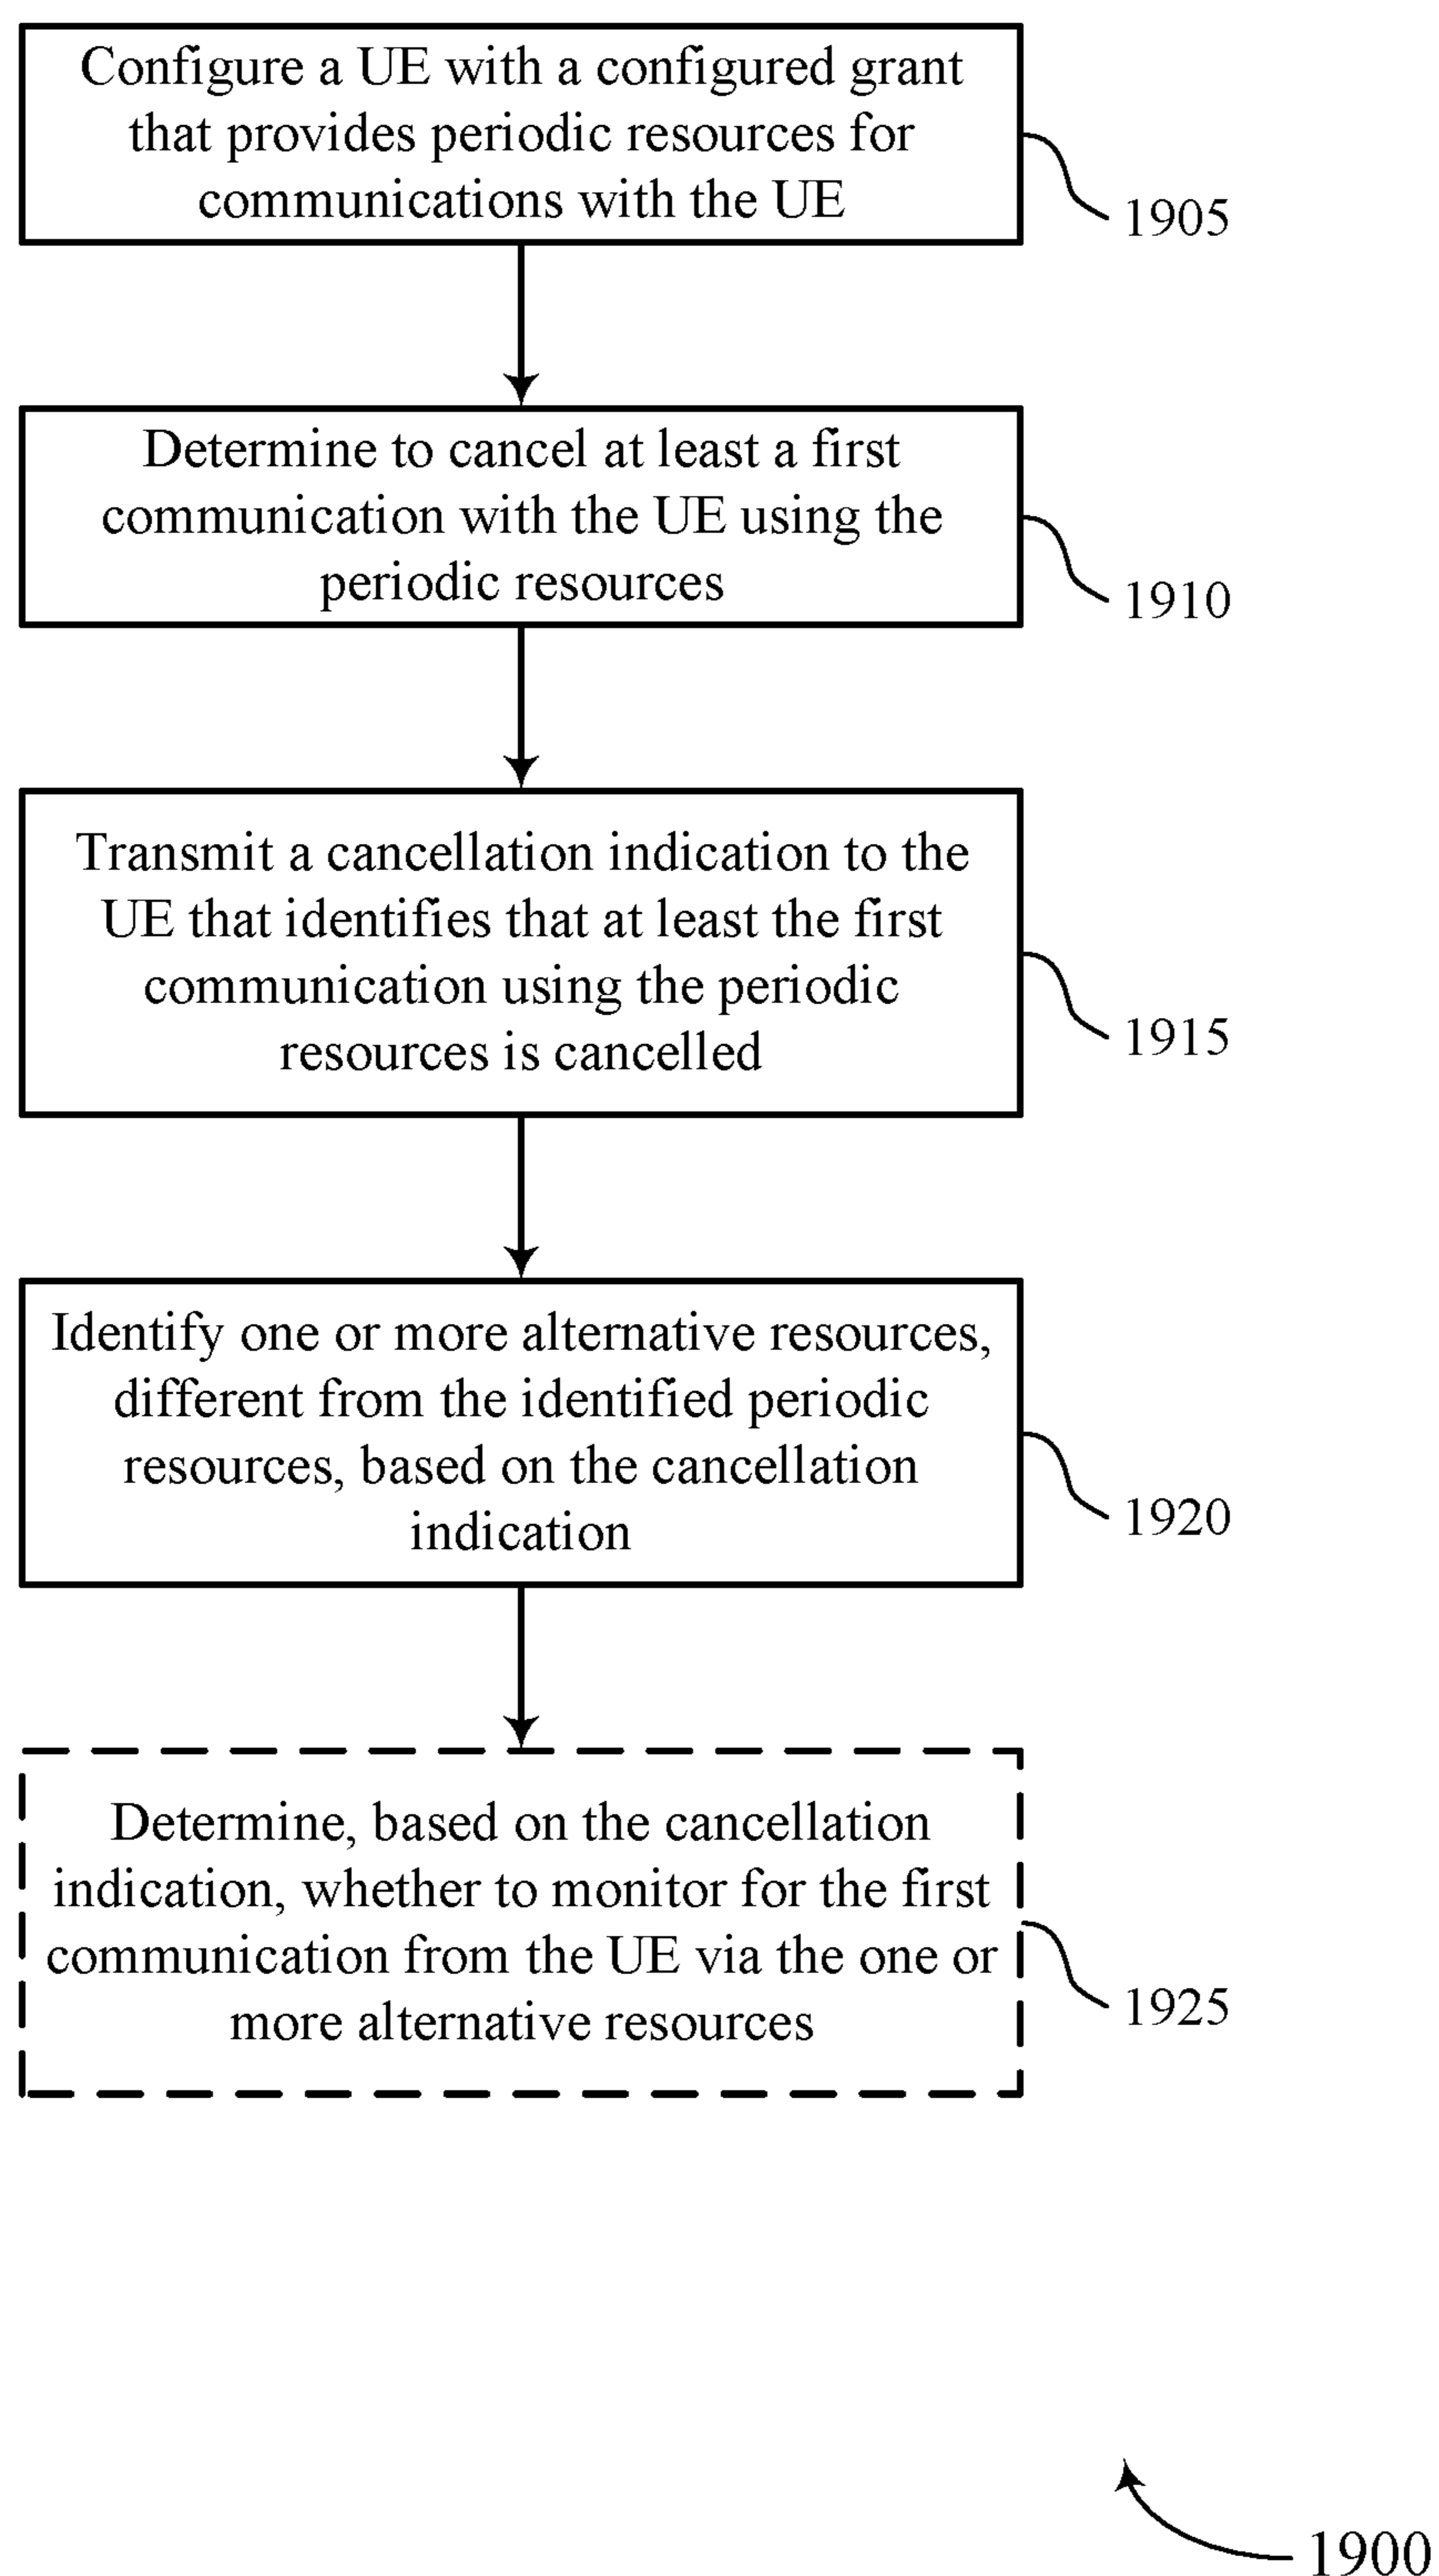 Configure a UE with a configured grant
that provides periodic resources for
communications with the UE
1905
Determine to cancel at least a first
communication with the UE using the
periodic resources
1910
Transmit a cancellation indication to the
UE that identifies that at least the first
communication using the periodic
resources is cancelled
1915
Identify one or more alternative resources,
different from the identified periodic
resources, based on the cancellation
indication
1920
Determine, based on the cancellation
indication, whether to monitor for the first
communication from the UE via the one or
more alternative resources
1925
1900